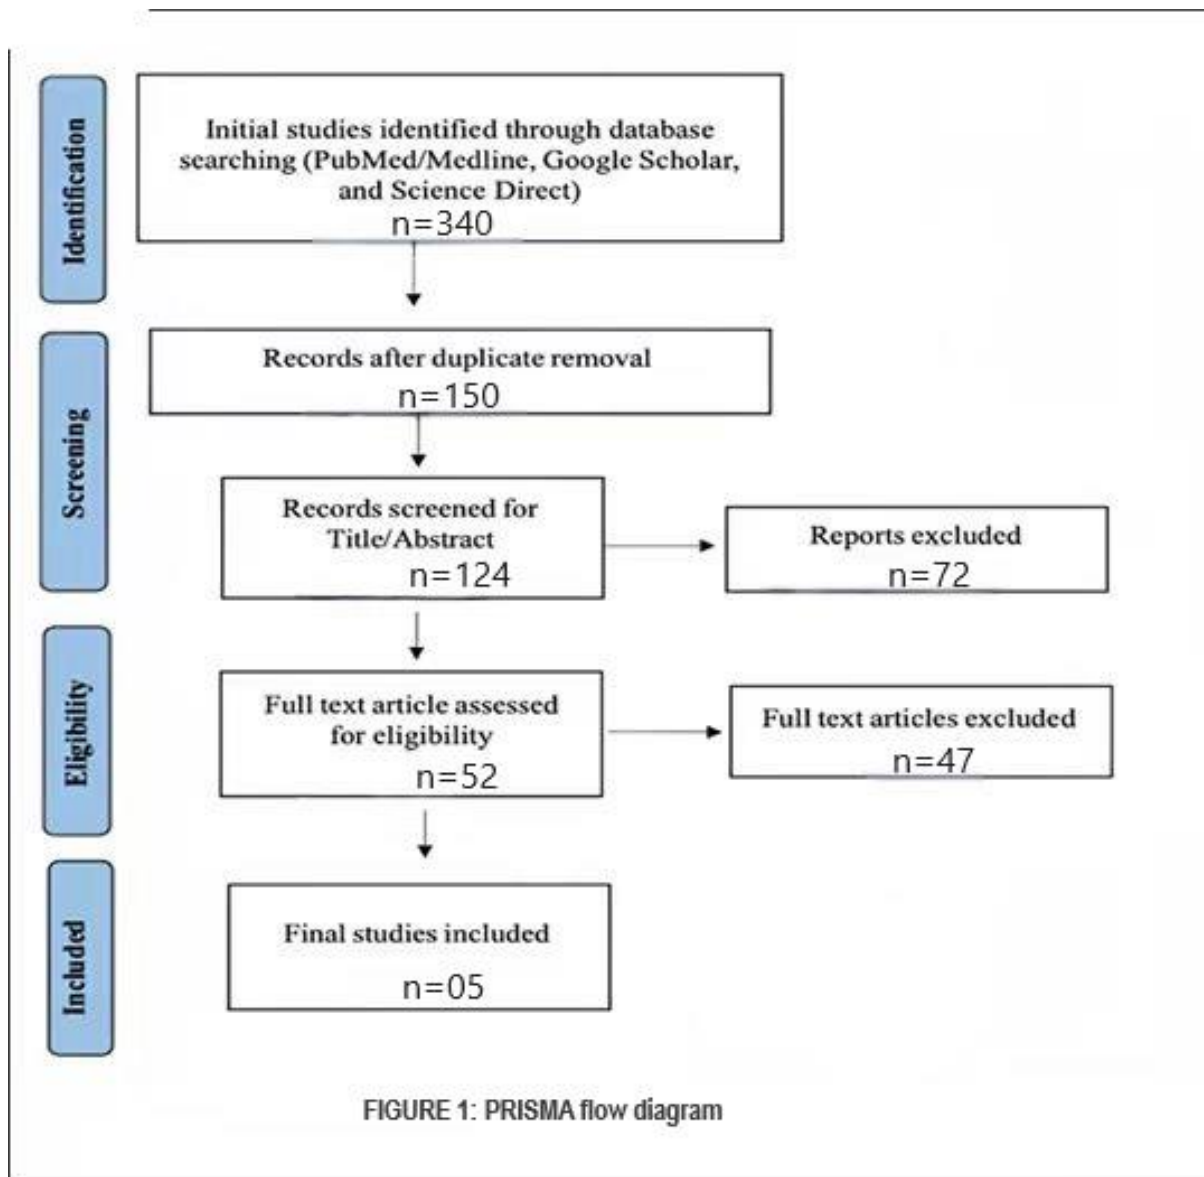 Identification
Initial studies identified through database
searching (PubMed/Medline, Google Scholar,
and Science Direct)
n=340
Screening
Records after duplicate removal
n=150
Records screened for
Title/Abstract
n=124
Reports excluded
n=72
Eligibility
Full text article assessed
for eligibility
n=52
Full text articles excluded
n=47
Included
Final studies included
n=05
FIGURE 1: PRISMA flow diagram